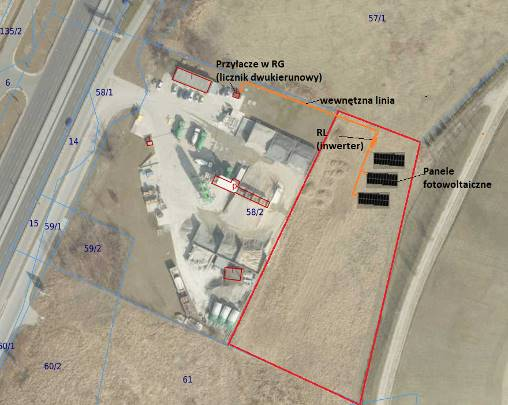 57/1
135/2
Przyłącze w RG
(licznik dwukierunowy)
6
58/1
wewnętzna linia
RL
(inwerter)
14
Panele
fotowoltaiczne
58/2
15
59/1
59/2
60/1
60/2
61